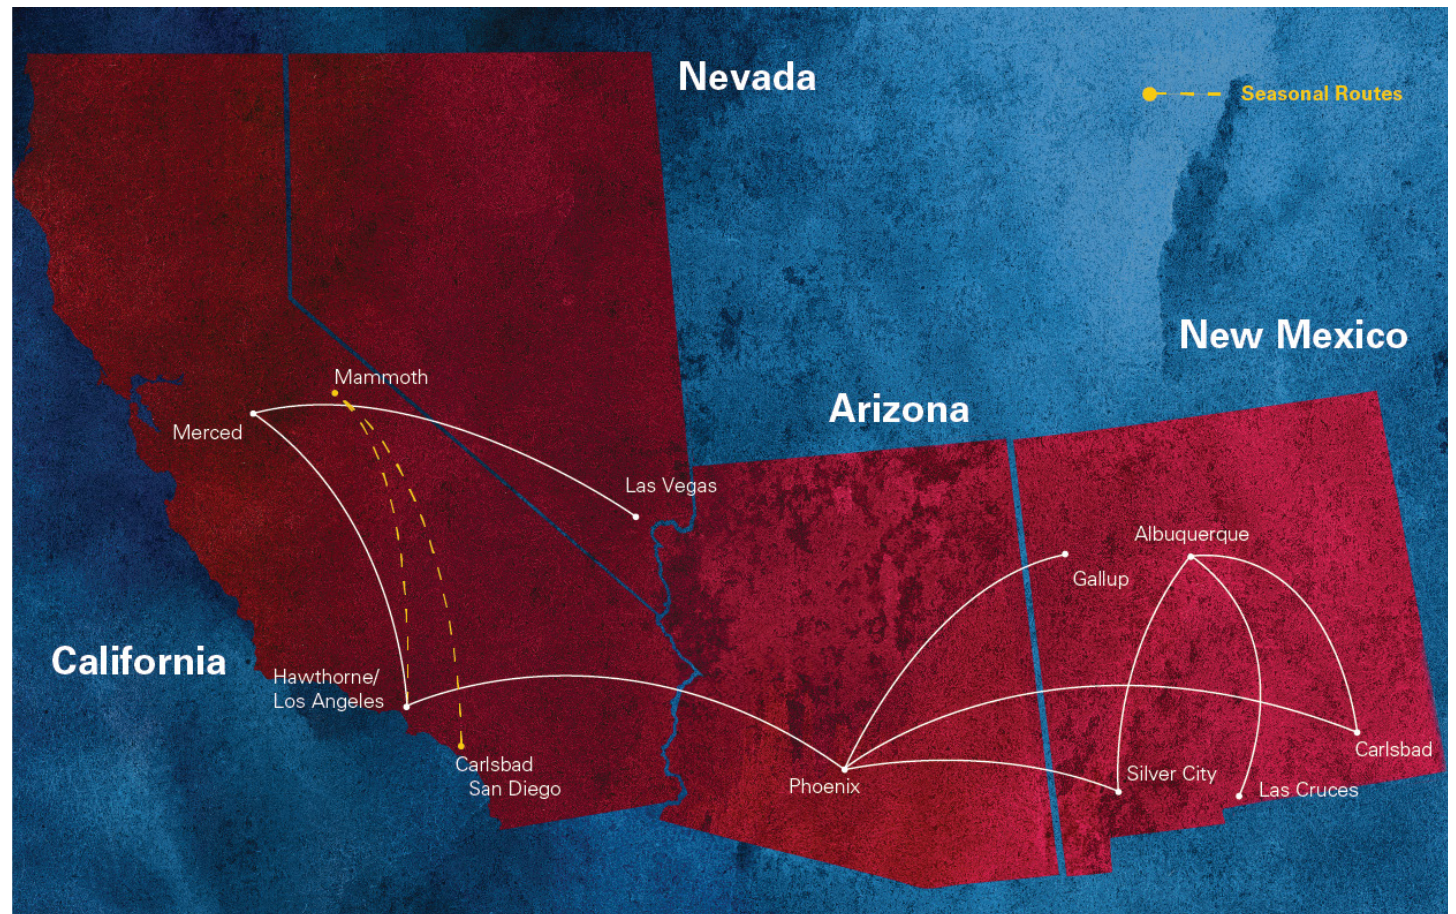 Nevada
Seasonal Routes
New Mexico
Mammoth
Arizona
Merced
Las Vegas
Albuquerque
Gallup
California
Hawthorne/
Los Angeles
Carlsbad
San Diego
Phoenix
Silver City
Las Cruces
Carlsbad